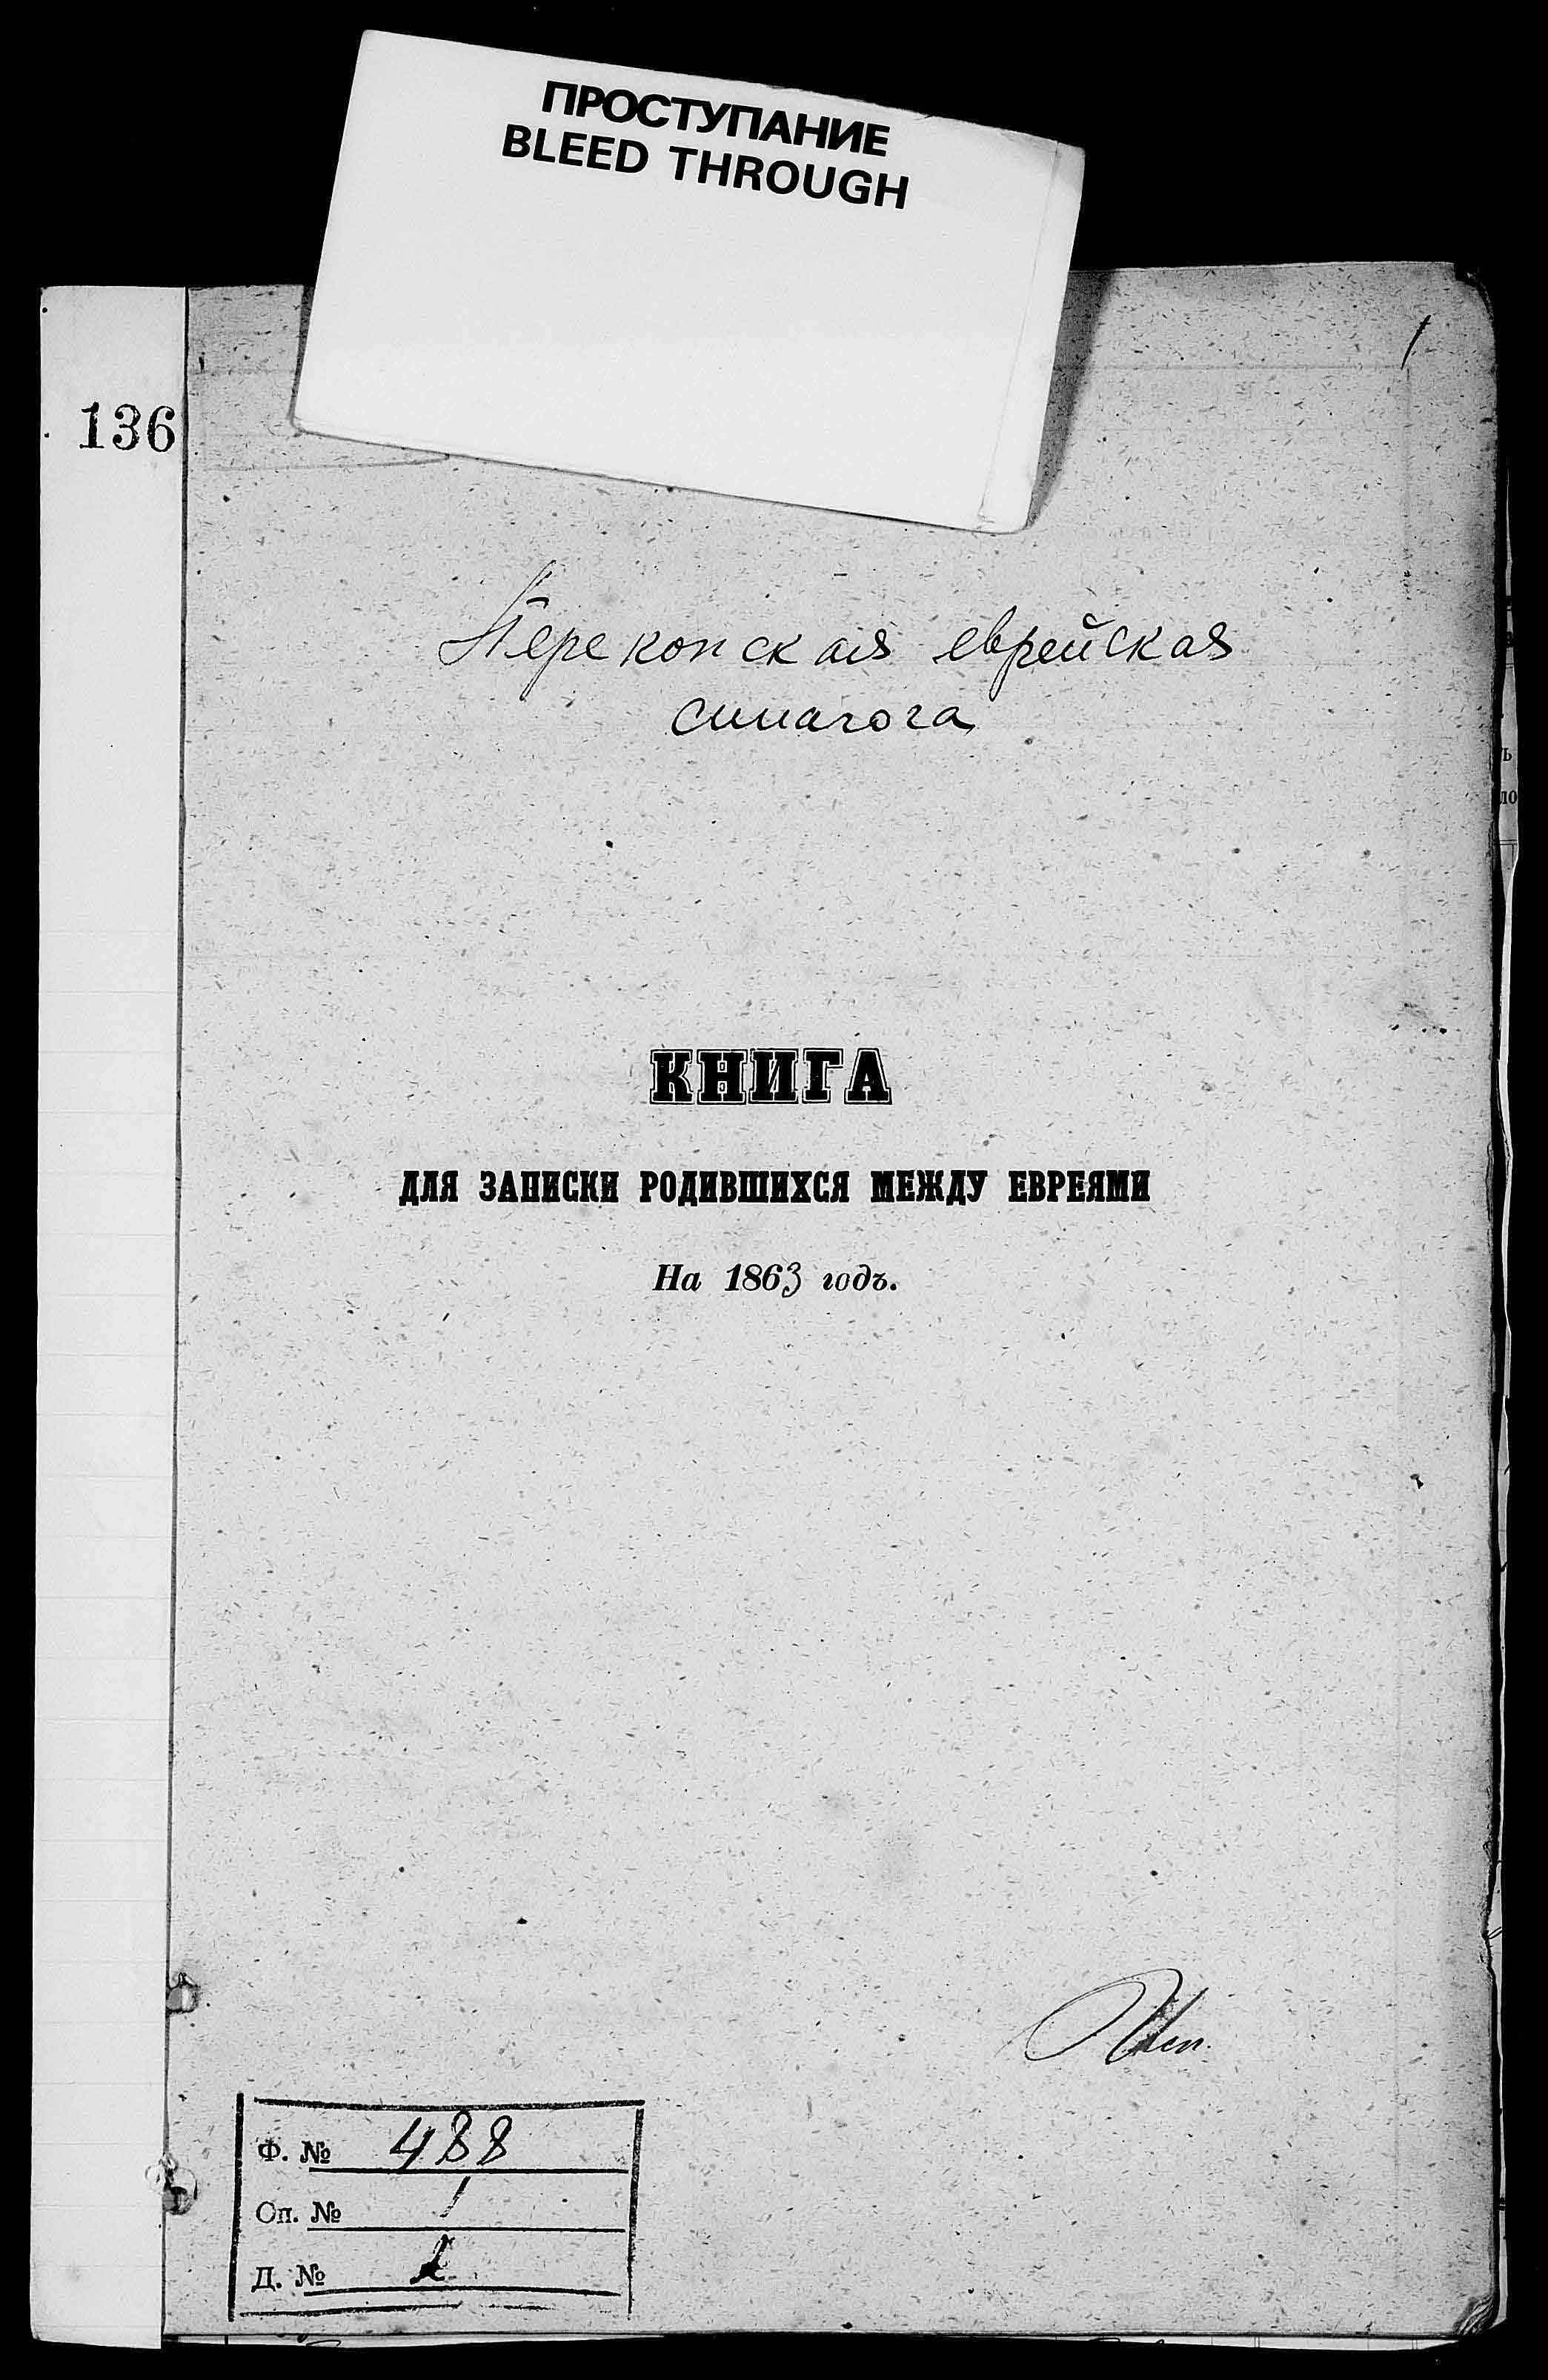 ПРОСТУПАНИЕ
BLEED THROUGH
1
136
Перекопская еврейская
синагога
КНИГА
ДЛЯ ЗАПИСКИ РОДИВШИХСЯ МЕЖДУ ЕВРЕЯМИ
На 1863 годъ.
Ф. № 488
Оп. № 1
Д. №